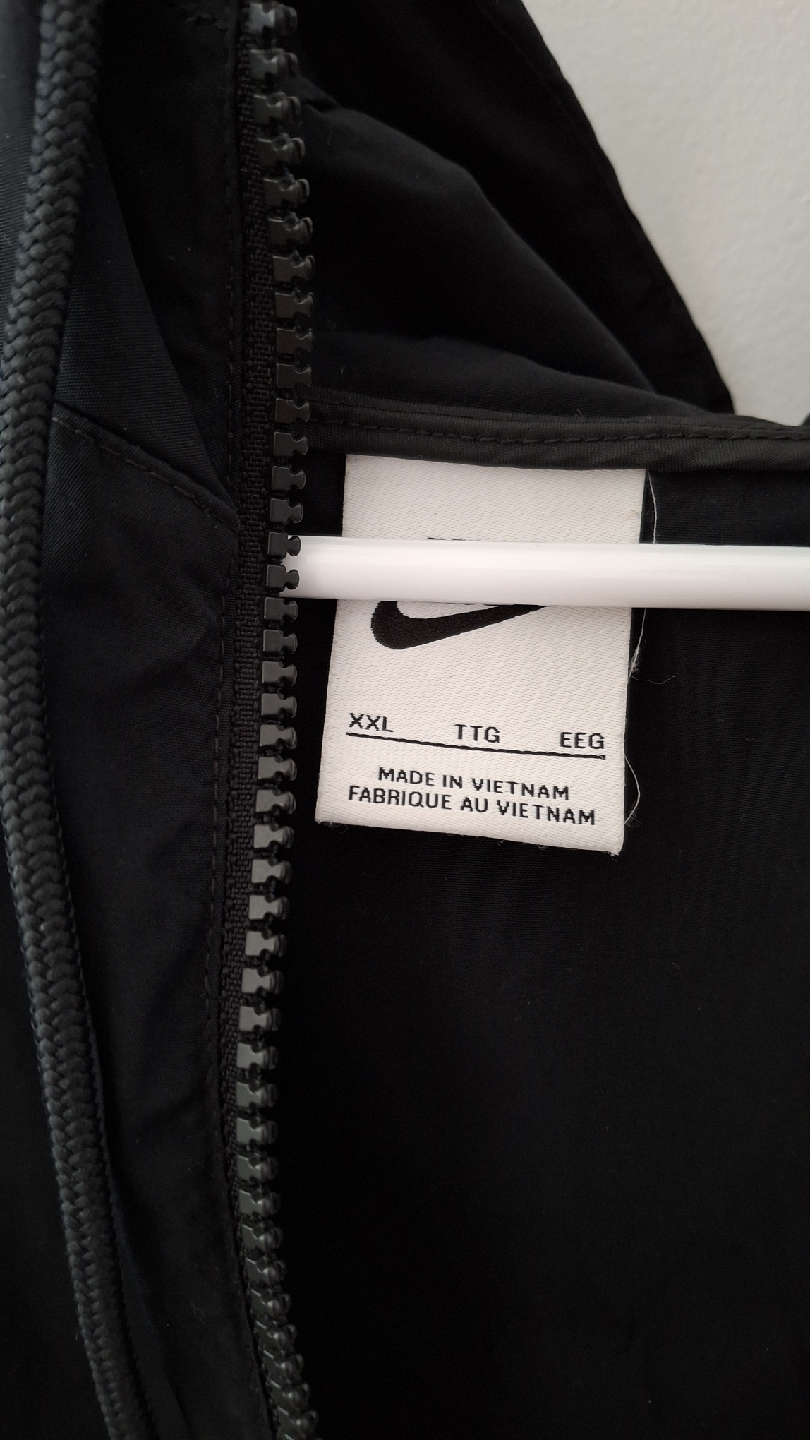 XXL TTG EEG
MADE IN VIETNAM
FABRIQUE AU VIETNAM